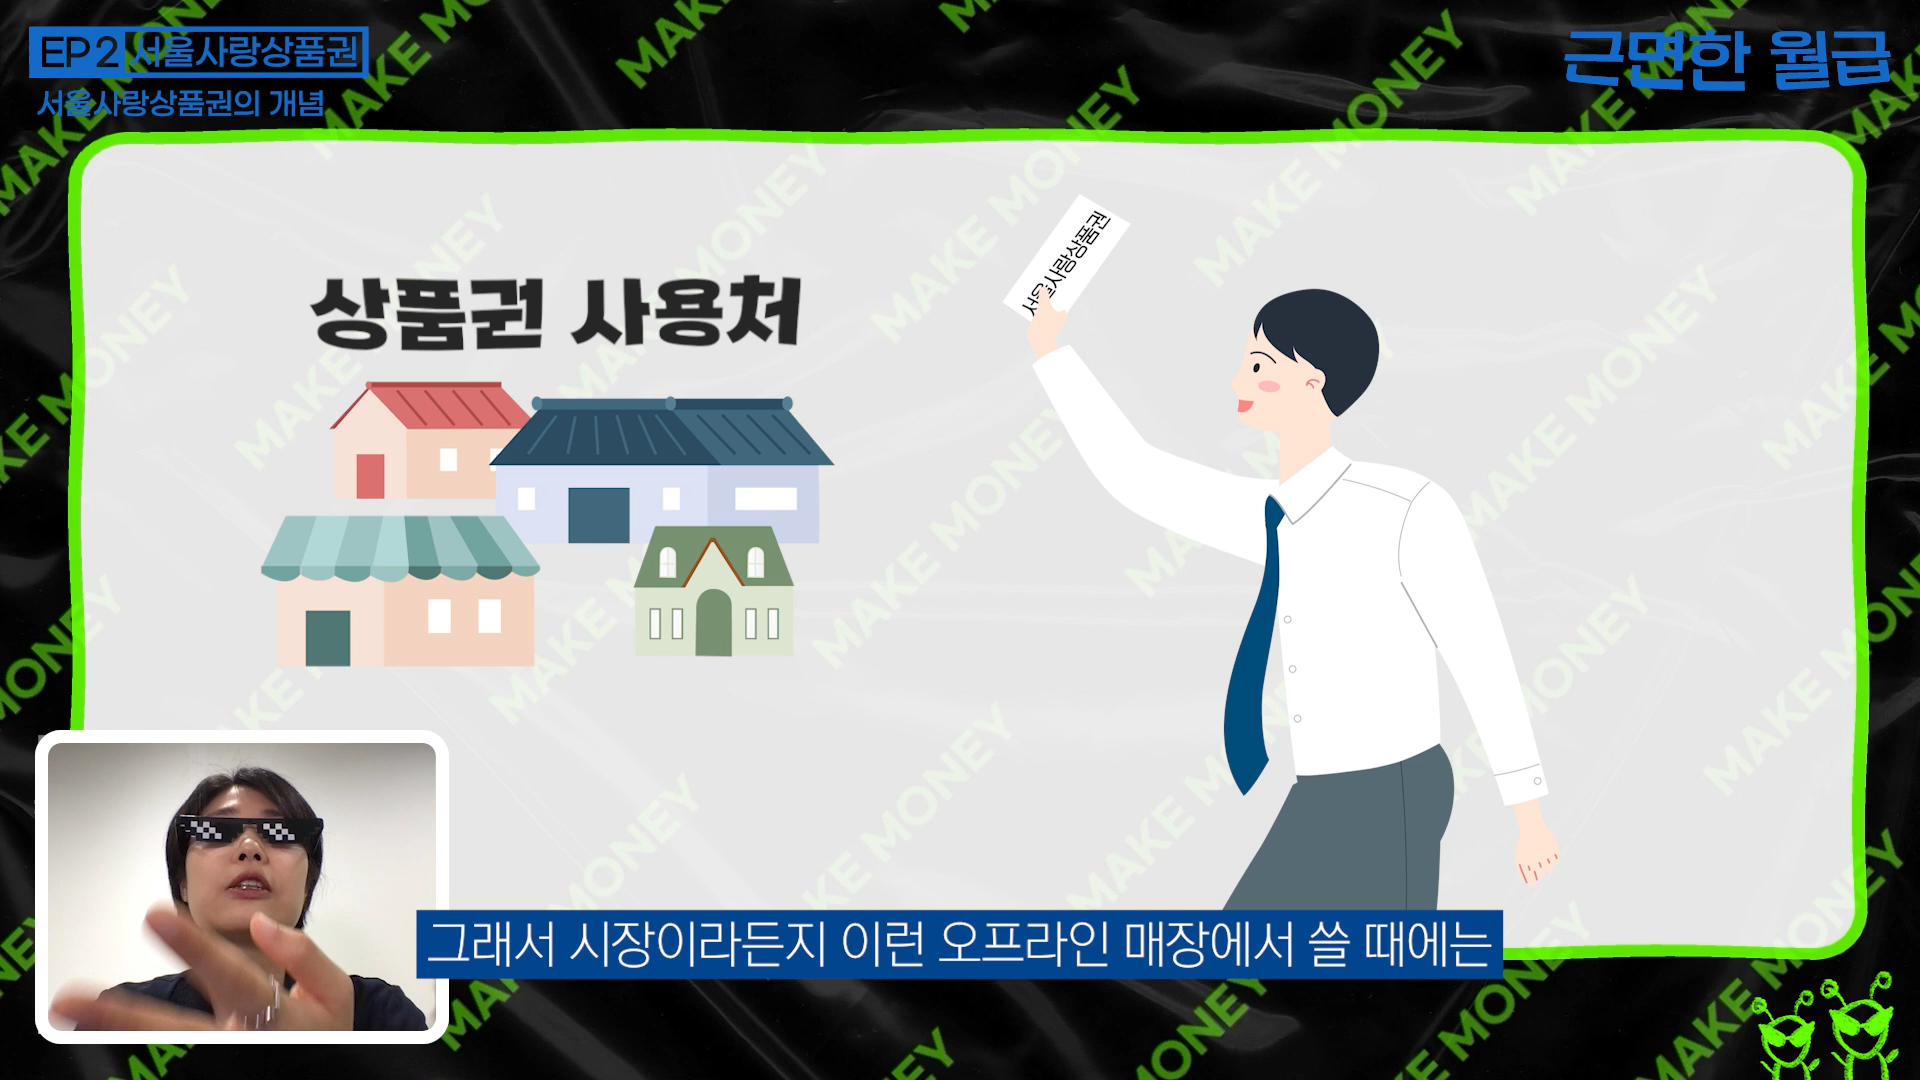 EP 2 서울사랑상품권
서울사랑상품권의 개념
근면한 월급
상품권 사용처
서울사랑상품권
그래서 시장이라든지 이런 오프라인 매장에서 쓸 때에는
MAKE MONEY